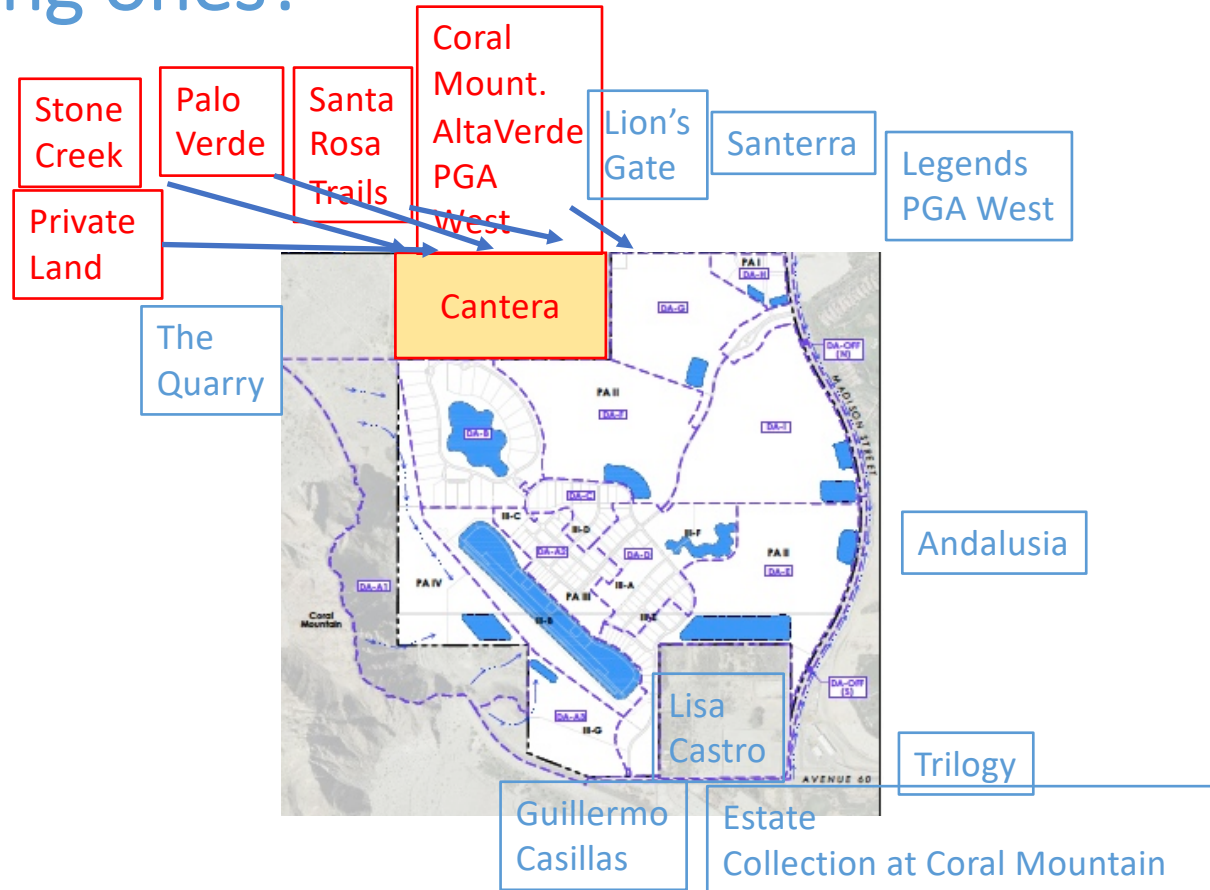 ng ones?
Coral
Mount.
AltaVerde
PGA
West
Stone
Creek
Palo
Verde
Santa
Rosa
Trails
Lion's
Gate
Santerra
Legends
PGA West
Private
Land
Cantera
The
Quarry
PA I
DA-H
DA-G
DA-OFF
(N)
MADISON STREET
PA II
DA-F
DA-B
DA-I
DA-C
III-C
III-D
III-F
DA-A2
DA-D
PA II
DA-E
Andalusia
PA IV
DA-A1
III-A
PA III
Coral
Mountain
III-B
III-E
DA-OFF
(S)
Lisa
Castro
DA-A3
III-G
Trilogy
AVENUE 60
Guillermo
Casillas
Estate
Collection at Coral Mountain